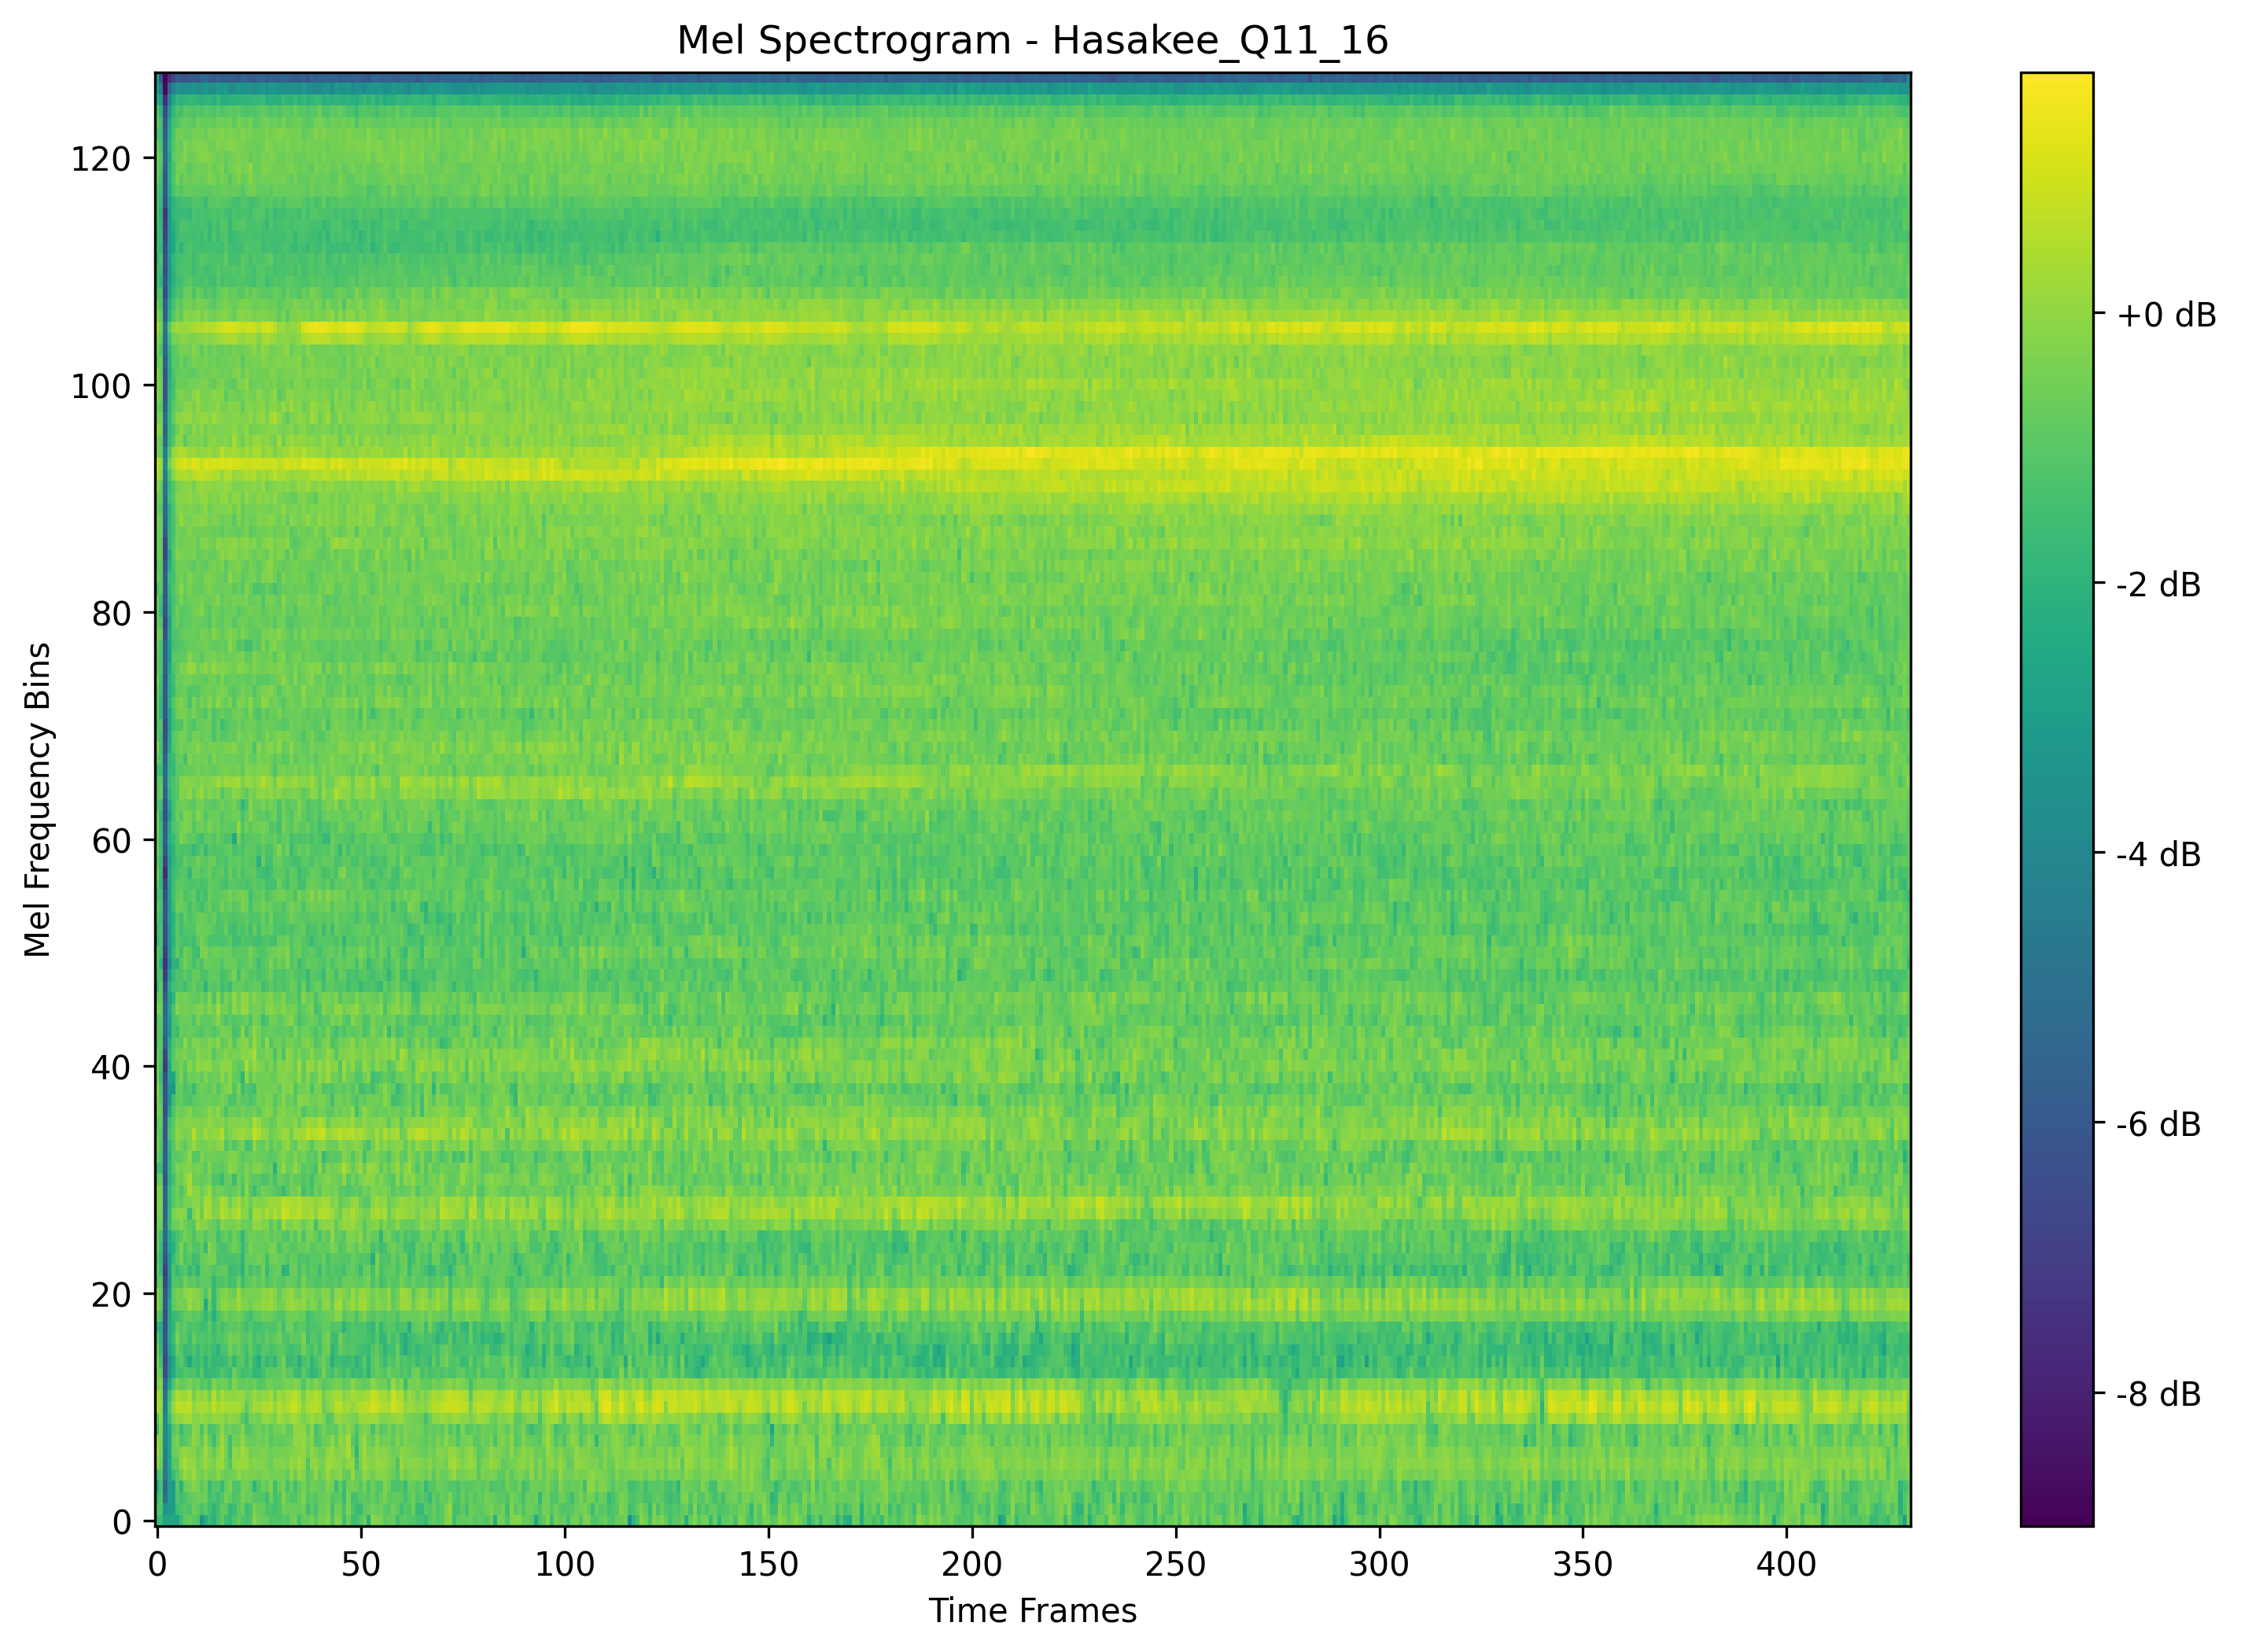 Mel Spectrogram - Hasakee_Q11_16
Mel Frequency Bins
120
100
80
60
40
20
0
0 50 100 150 200 250 300 350 400
Time Frames
+0 dB
-2 dB
-4 dB
-6 dB
-8 dB